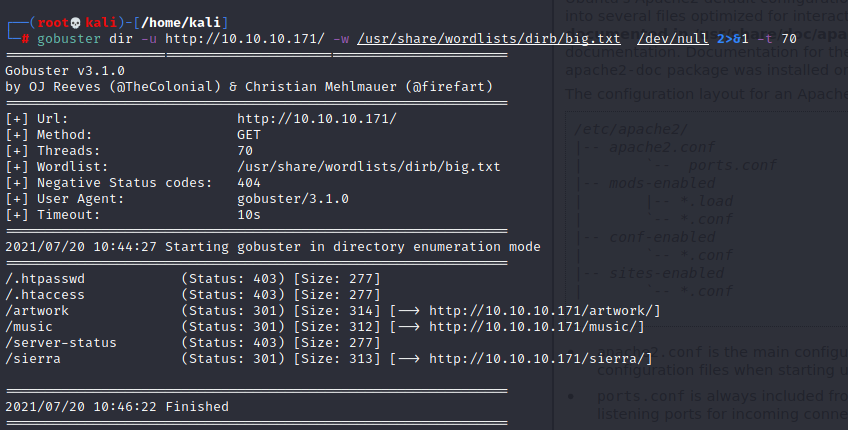 ┌──(root💀kali)-[/home/kali]
└─# gobuster dir -u http://10.10.10.171/ -w /usr/share/wordlists/dirb/big.txt /dev/null 2>&1 -t 70
===============================================================
Gobuster v3.1.0
by OJ Reeves (@TheColonial) & Christian Mehlmauer (@firefart)
===============================================================
[+] Url: http://10.10.10.171/
[+] Method: GET
[+] Threads: 70
[+] Wordlist: /usr/share/wordlists/dirb/big.txt
[+] Negative Status codes: 404
[+] User Agent: gobuster/3.1.0
[+] Timeout: 10s
===============================================================
2021/07/20 10:44:27 Starting gobuster in directory enumeration mode
===============================================================
/.htpasswd (Status: 403) [Size: 277]
/.htaccess (Status: 403) [Size: 277]
/artwork (Status: 301) [Size: 314] [--> http://10.10.10.171/artwork/]
/music (Status: 301) [Size: 312] [--> http://10.10.10.171/music/]
/server-status (Status: 403) [Size: 277]
/sierra (Status: 301) [Size: 313] [--> http://10.10.10.171/sierra/]
===============================================================
2021/07/20 10:46:22 Finished
===============================================================
into several files optimized for interact
documentation. Documentation for the
apache2-doc package was installed on
The configuration layout for an Apache
/etc/apache2/
|-- apache2.conf
|       `--  ports.conf
|-- mods-enabled
|       |-- *.load
|       `-- *.conf
|-- conf-enabled
|       `-- *.conf
|-- sites-enabled
|       `-- *.conf
apache2.conf is the main configu
configuration files when starting u
ports.conf is always included fro
listening ports for incoming conne